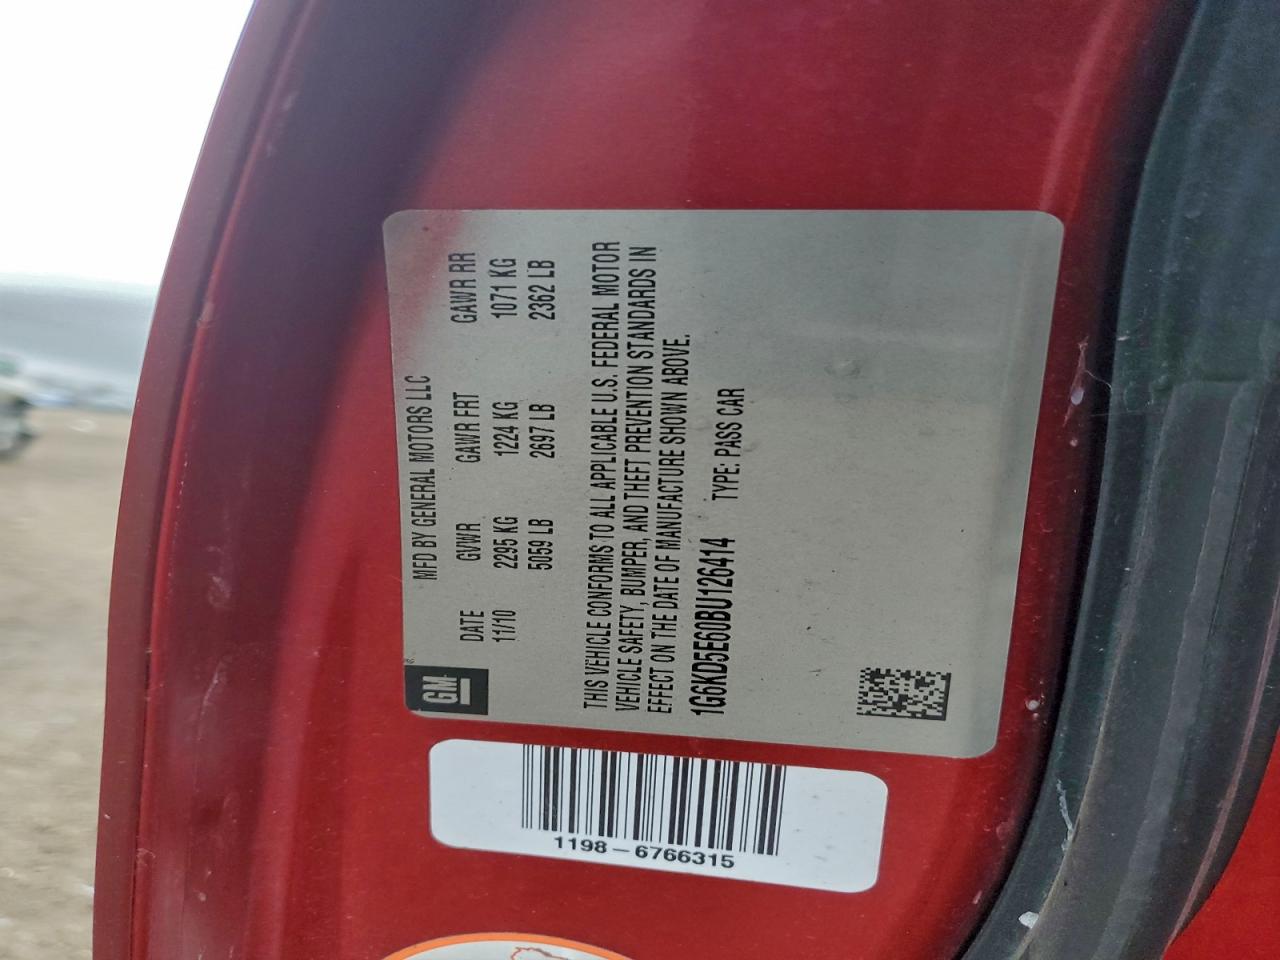 GM
MFD BY GENERAL MOTORS LLC
DATE GVWR GAWR FRT GAWR RR
11/10 2295 KG 1224 KG 1071 KG
5059 LB 2697 LB 2362 LB
THIS VEHICLE CONFORMS TO ALL APPLICABLE U.S. FEDERAL MOTOR
VEHICLE SAFETY, BUMPER, AND THEFT PREVENTION STANDARDS IN
EFFECT ON THE DATE OF MANUFACTURE SHOWN ABOVE.
1G6KD5E60BU126414 TYPE: PASS CAR
1198-6766315